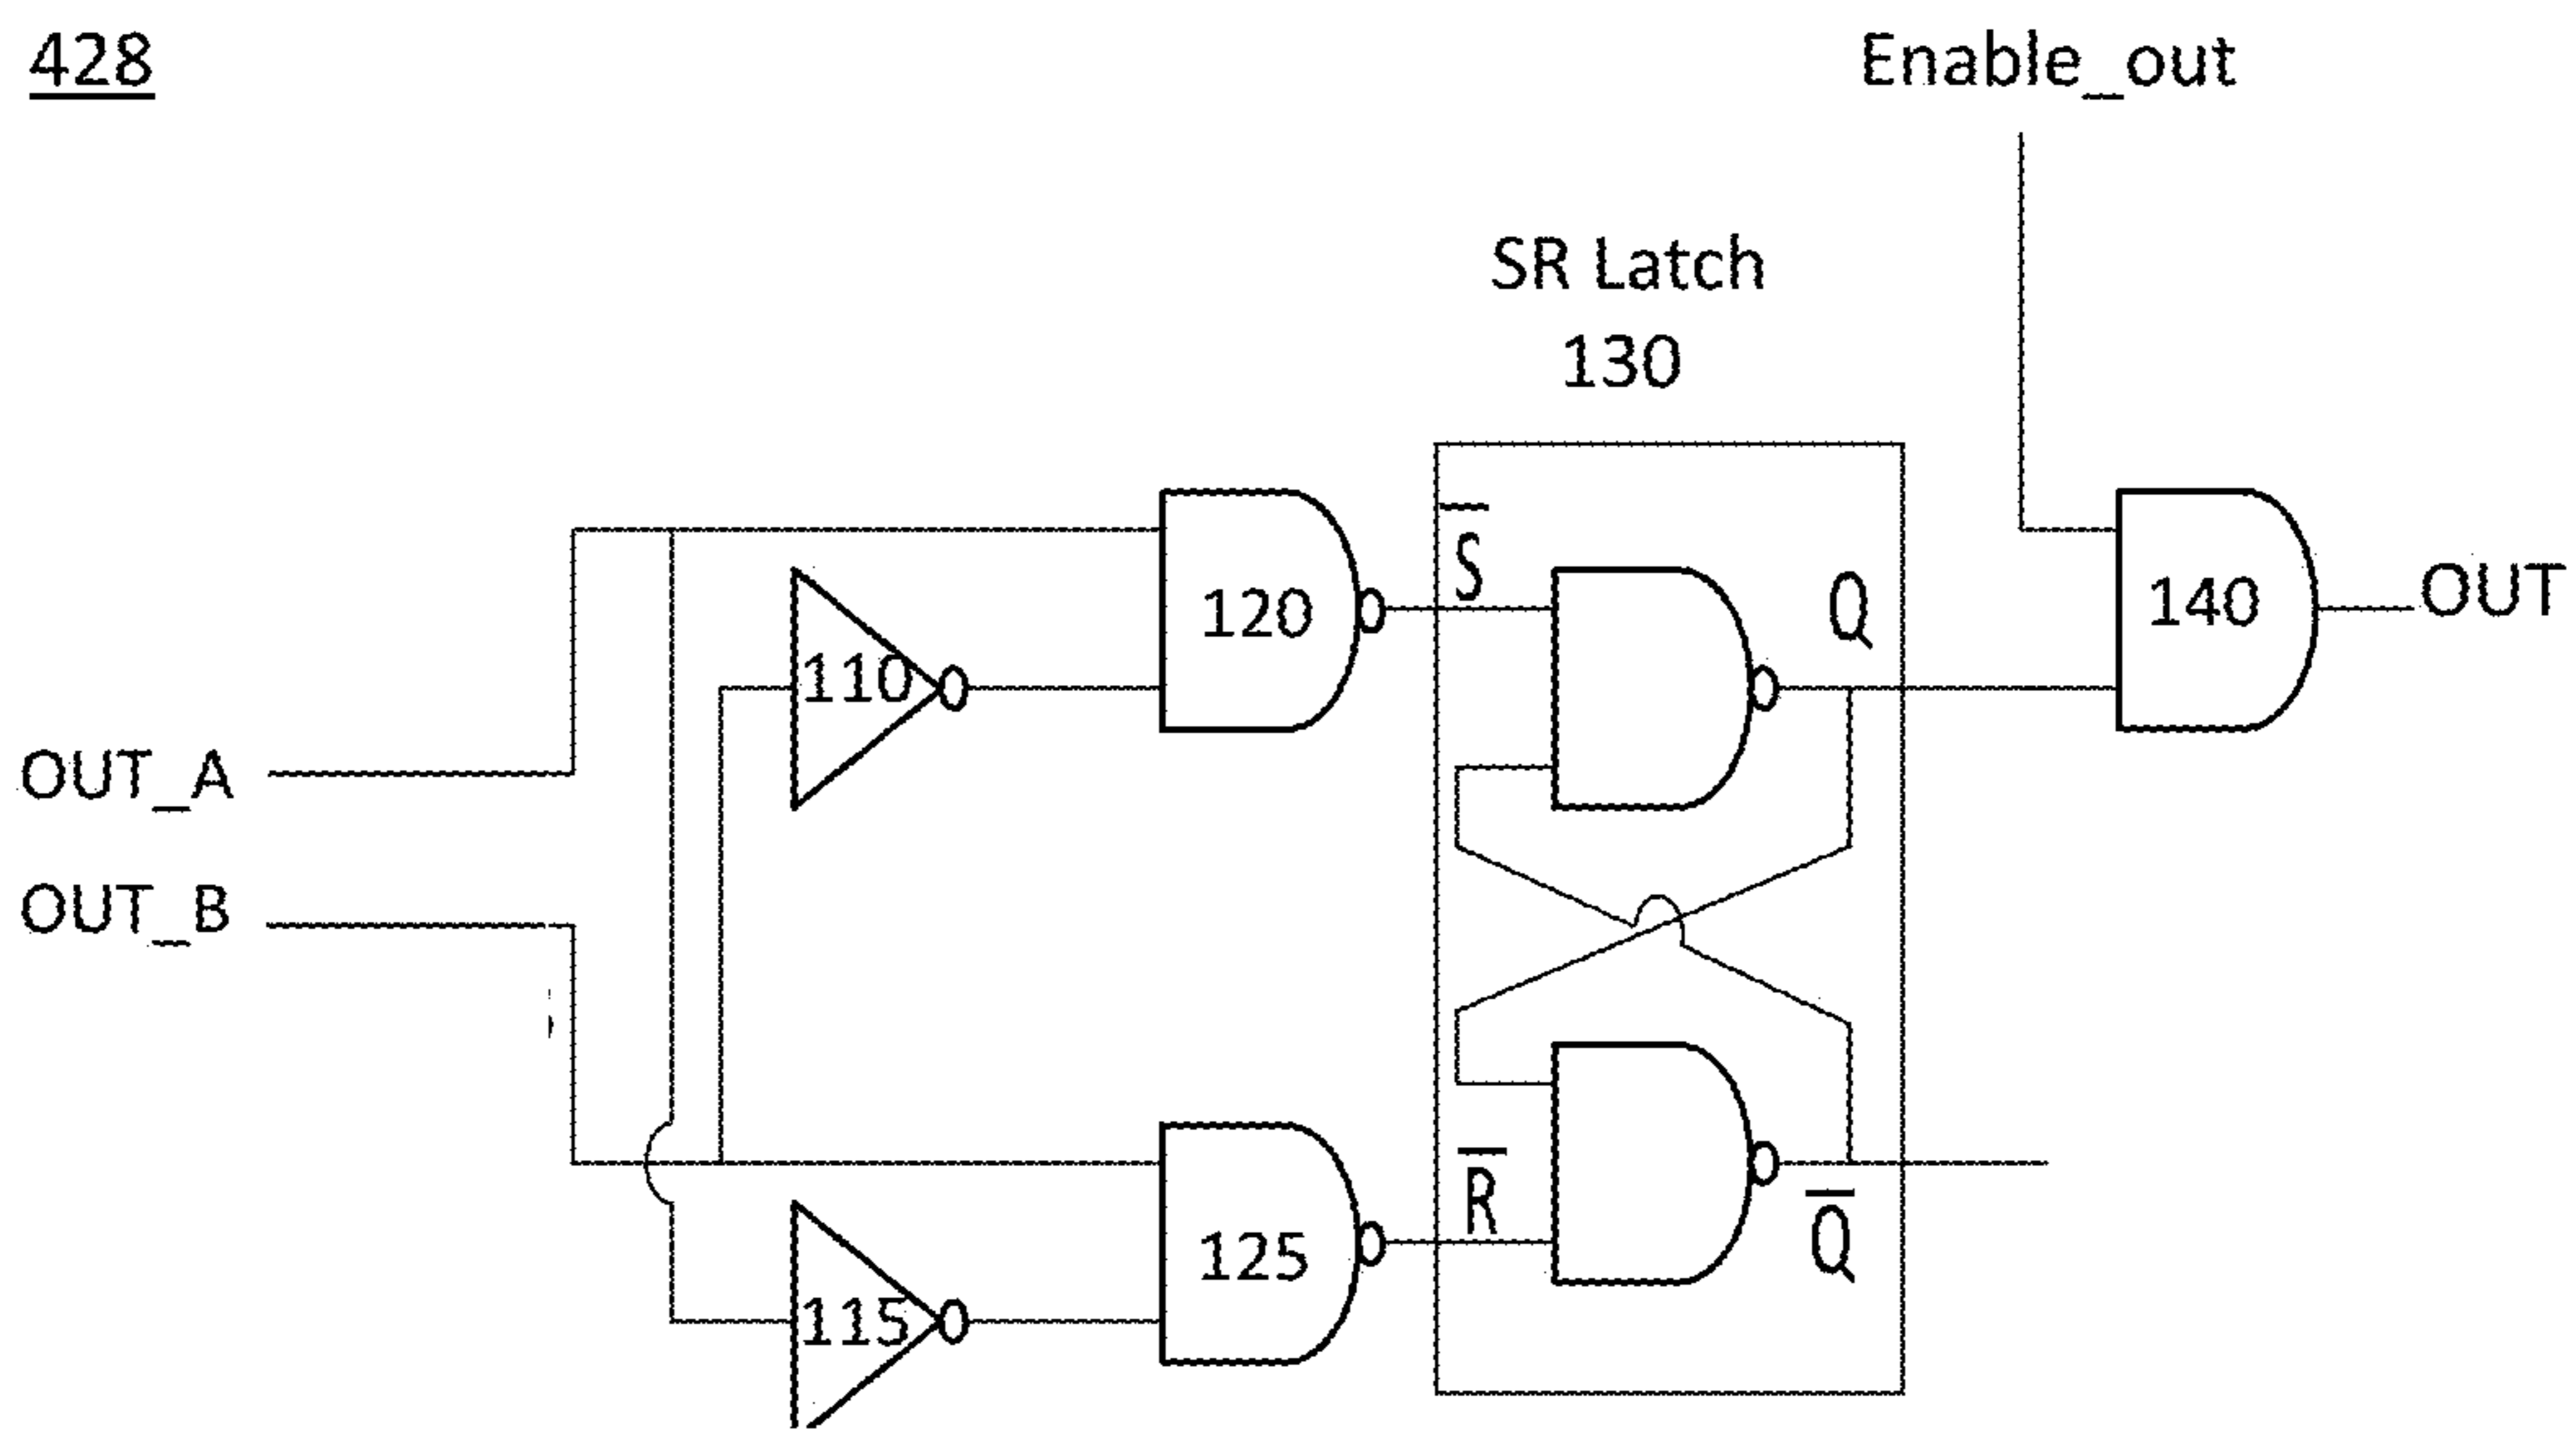 428
Enable_out
SR Latch
130
S̅
Q
120
140
OUT
110
OUT_A
OUT_B
R̅
Q̅
125
115